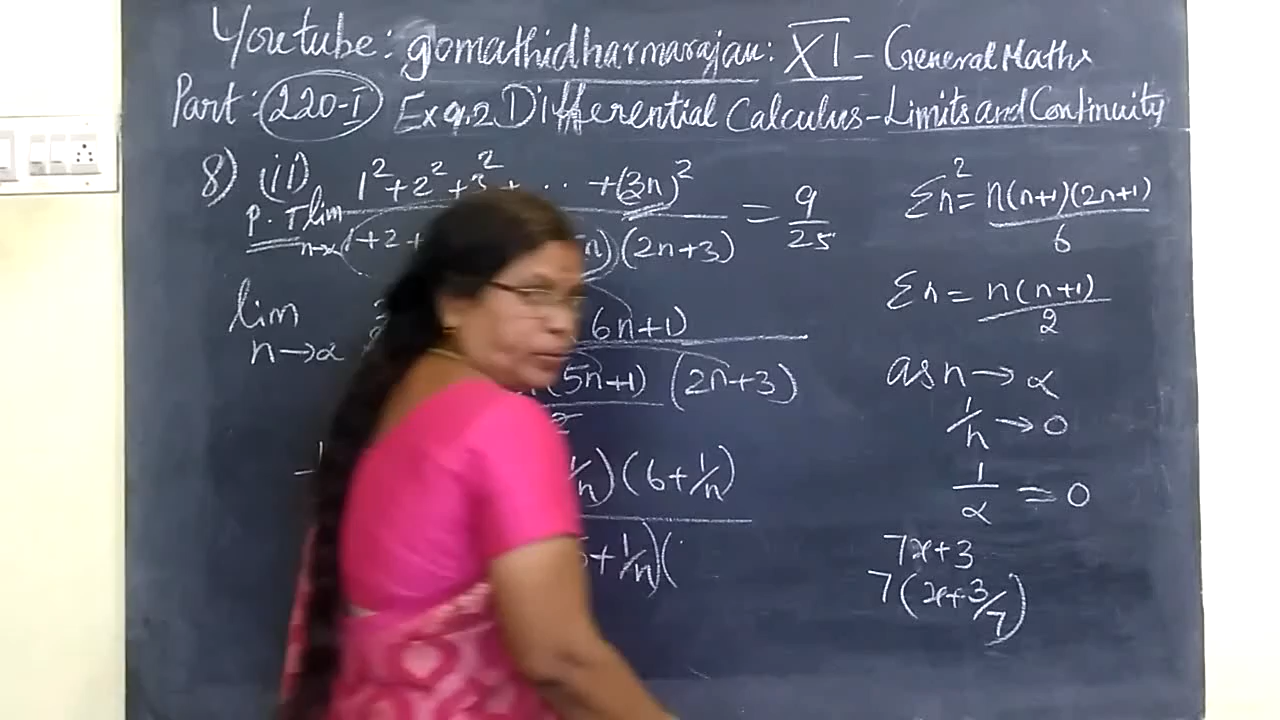 Youtube: gomathidharmarajan: XI - General Maths
Part: 220-I Ex 9.2 Differential Calculus - Limits and Continuity
8) (ii) 1² + 2² + 3² + ... + (3n)² = 9/25
P.T lim n→∝ 1+2+ n)(2n+3)
Σn² = n(n+1)(2n+1)/6
lim n→∝ 6n+1)
(5n+1) (2n+3)
2
Σn = n(n+1)/2
as n → ∝
1/n → 0
1/∝ = 0
1/n)(6+1/n)
+1/n)(
7x+3
7(x+3/7)